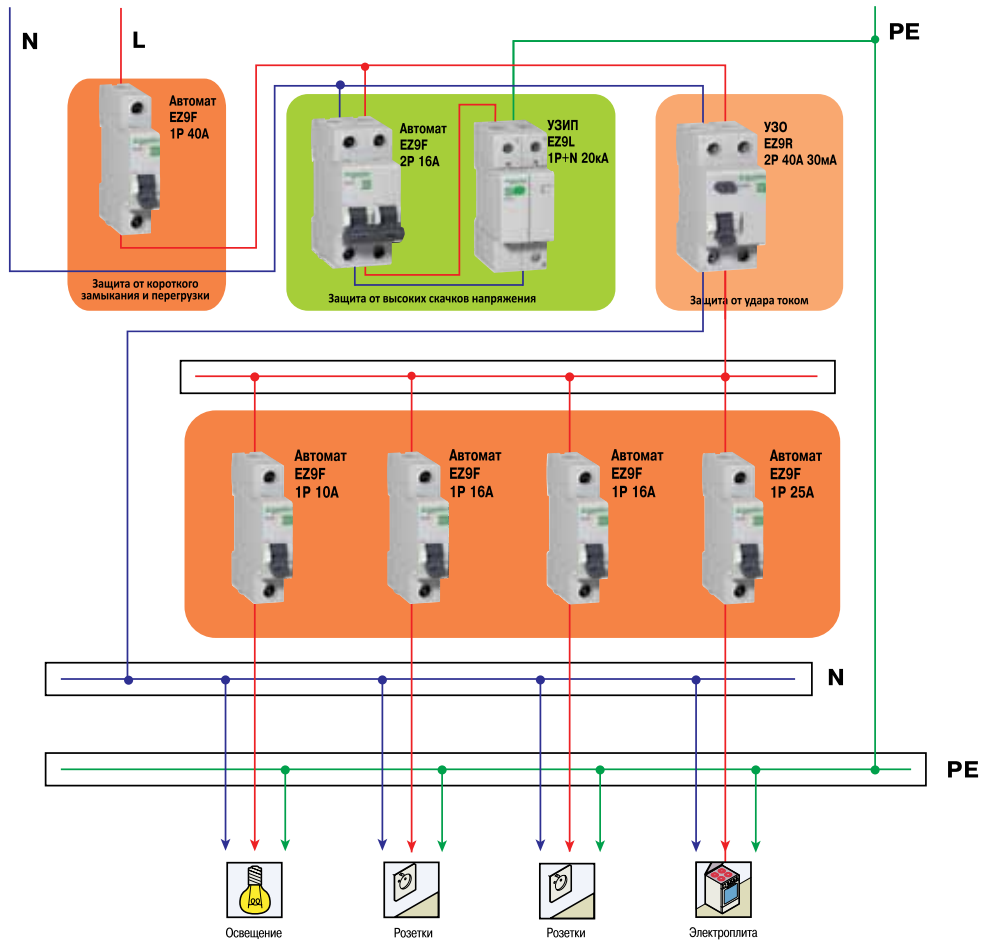 N
L
PE
Автомат
EZ9F
1P 40A
Автомат
EZ9F
2P 16A
УЗИП
EZ9L
1P+N 20кА
УЗО
EZ9R
2P 40A 30мА
Защита от короткого
замыкания и перегрузки
Защита от высоких скачков напряжения
Защита от удара током
Автомат
EZ9F
1P 10A
Автомат
EZ9F
1P 16A
Автомат
EZ9F
1P 16A
Автомат
EZ9F
1P 25A
N
PE
Освещение
Розетки
Розетки
Электроплита